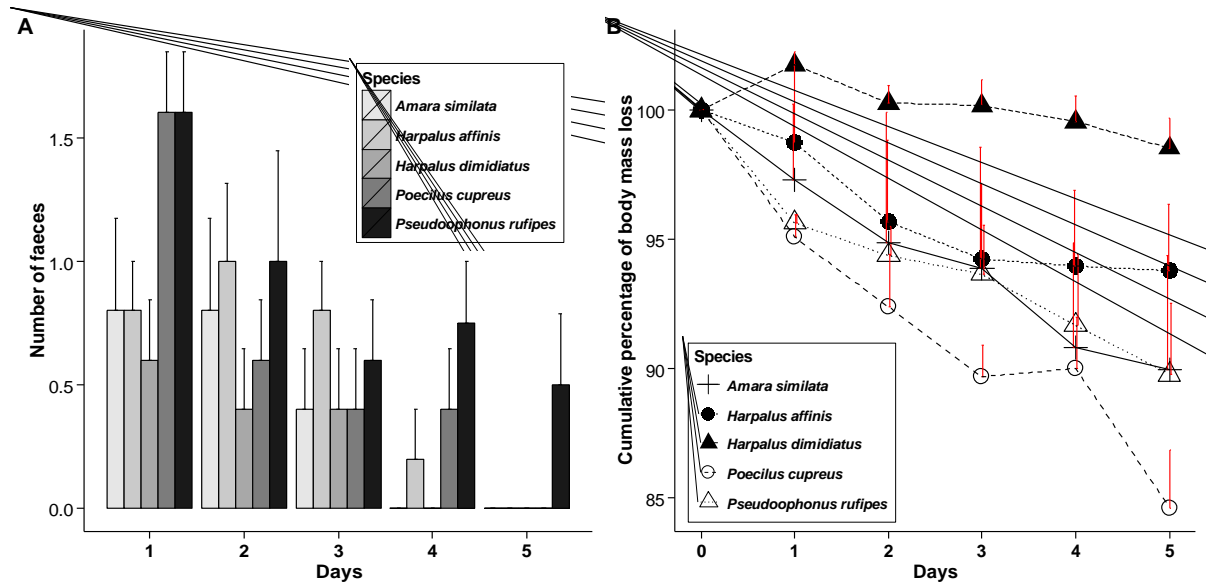 A
Number of faeces
1.5
1.0
0.5
0.0
Species
Amara similata
Harpalus affinis
Harpalus dimidiatus
Poecilus cupreus
Pseudoophonus rufipes
1 2 3 4 5
Days
B
Cumulative percentage of body mass loss
100
95
90
85
Species
Amara similata
Harpalus affinis
Harpalus dimidiatus
Poecilus cupreus
Pseudoophonus rufipes
0 1 2 3 4 5
Days